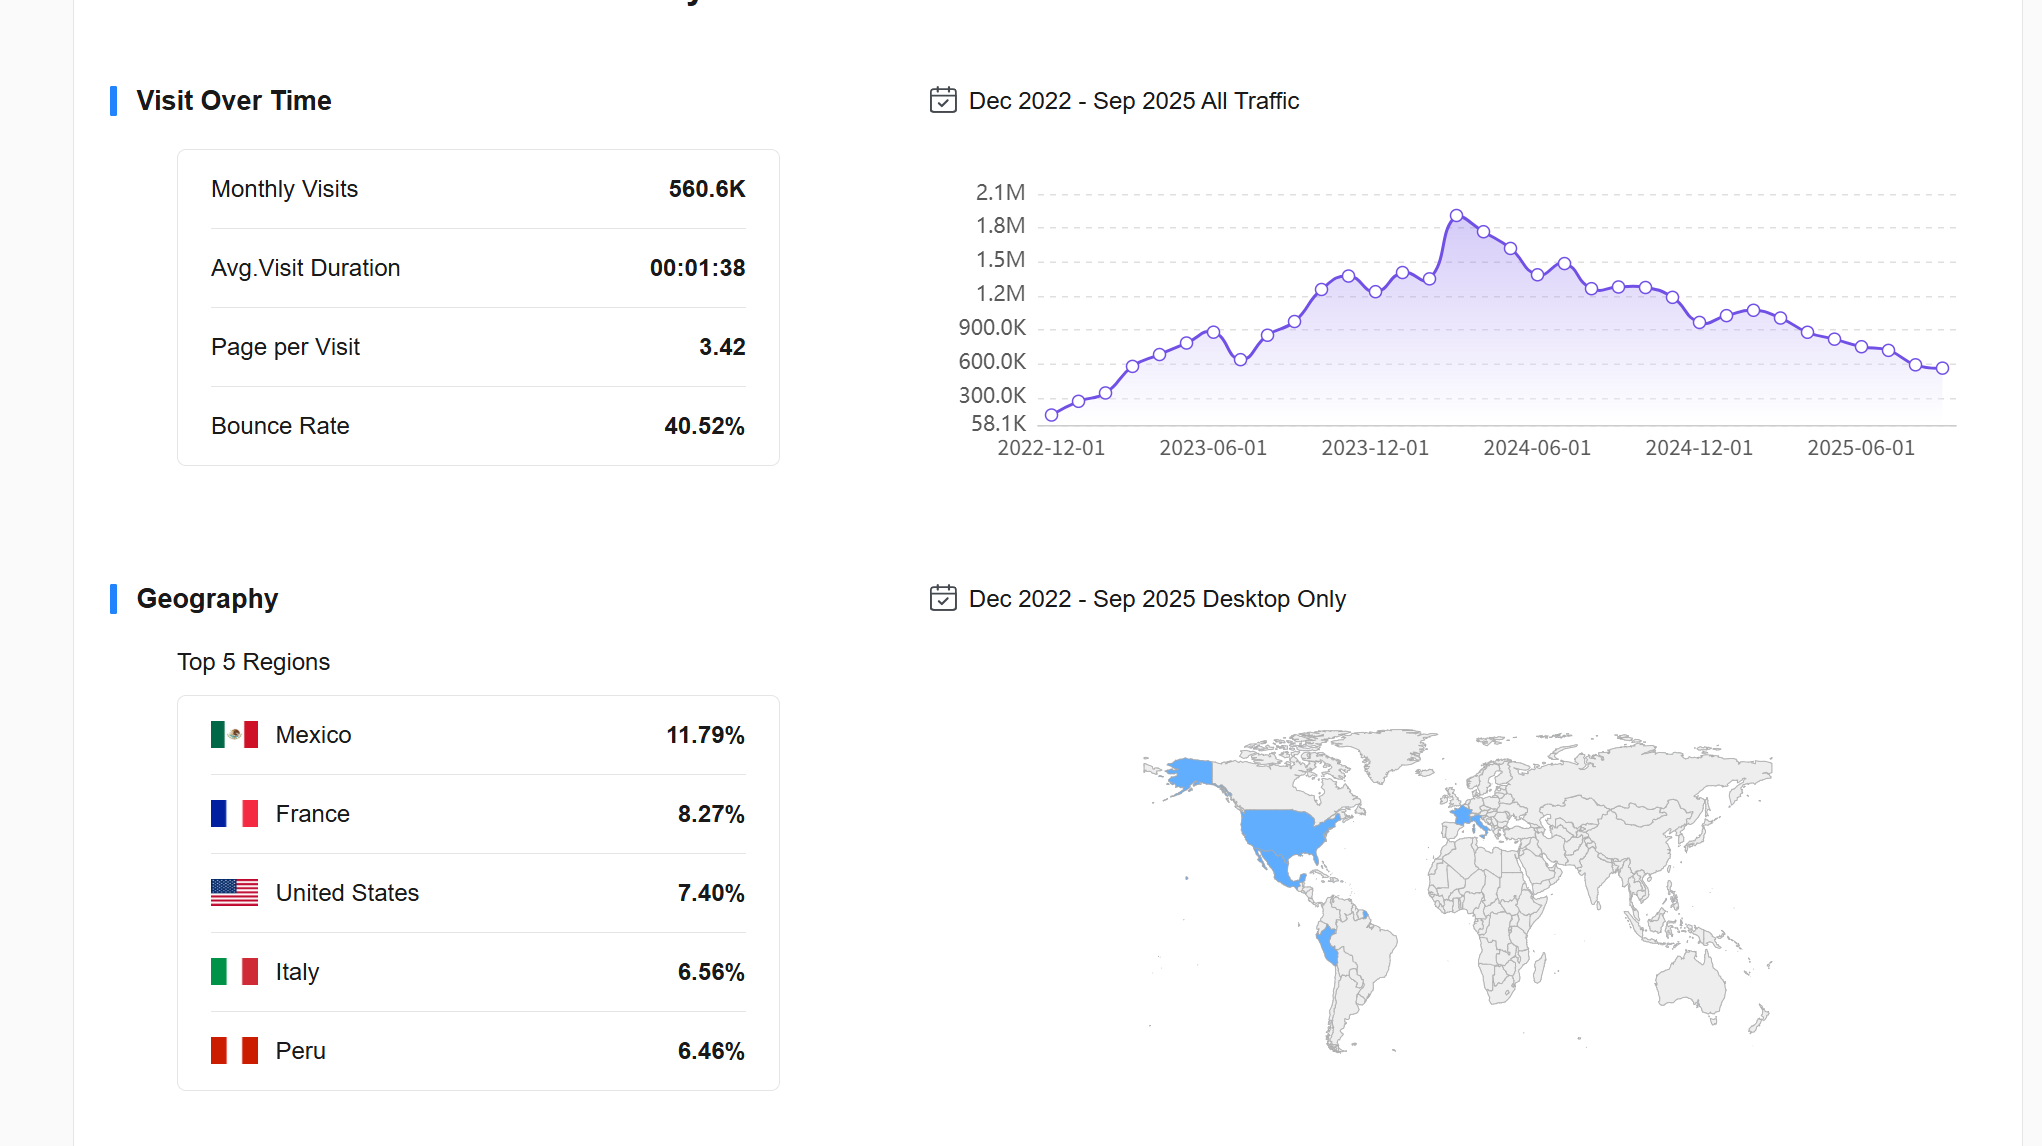 Visit Over Time
Dec 2022 - Sep 2025 All Traffic
Monthly Visits 560.6K
Avg.Visit Duration 00:01:38
Page per Visit 3.42
Bounce Rate 40.52%
2.1M
1.8M
1.5M
1.2M
900.0K
600.0K
300.0K
58.1K
2022-12-01 2023-06-01 2023-12-01 2024-06-01 2024-12-01 2025-06-01
Geography
Dec 2022 - Sep 2025 Desktop Only
Top 5 Regions
Mexico 11.79%
France 8.27%
United States 7.40%
Italy 6.56%
Peru 6.46%